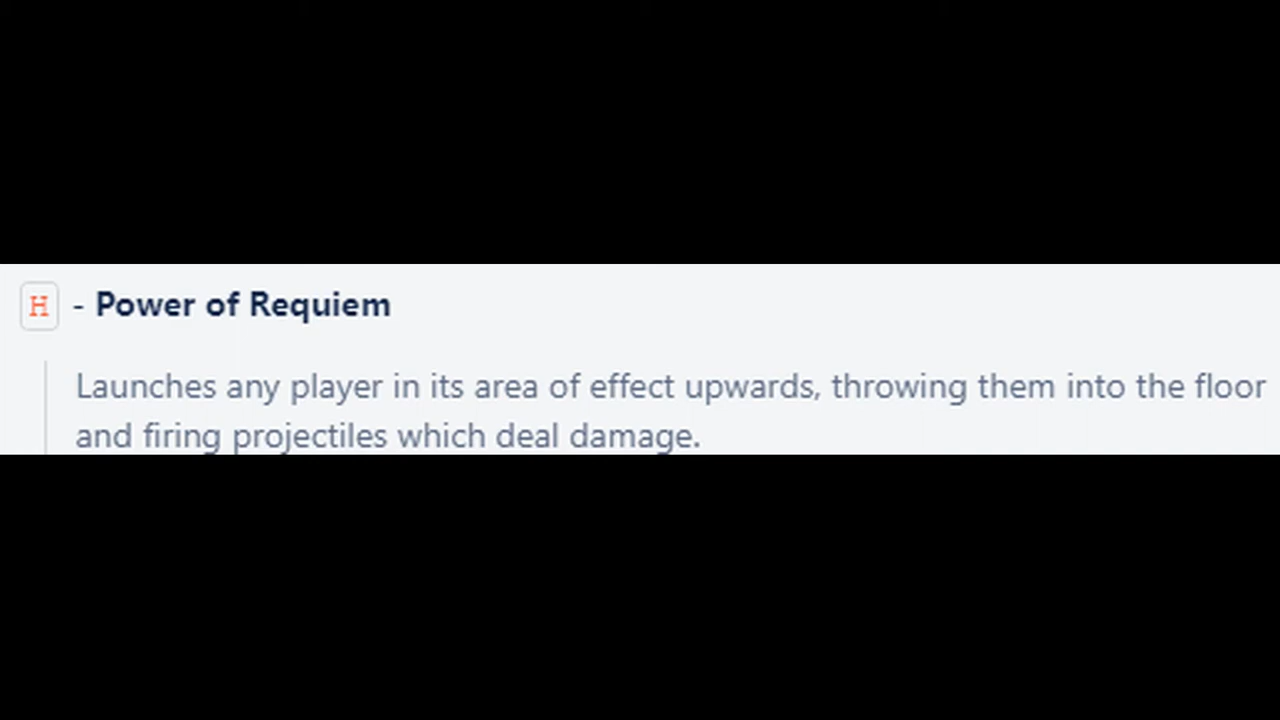 H - Power of Requiem
Launches any player in its area of effect upwards, throwing them into the floor
and firing projectiles which deal damage.